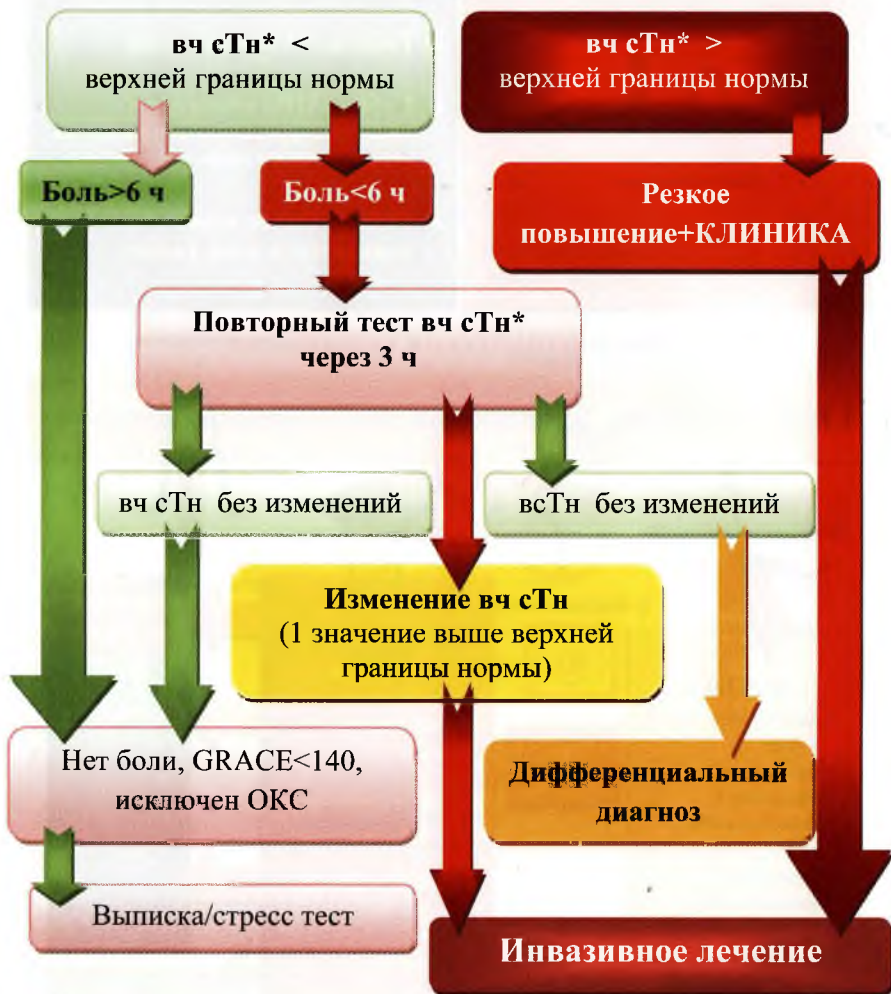 вч сТн* <
верхней границы нормы
вч сТн* >
верхней границы нормы
Боль>6 ч
Боль<6 ч
Резкое
повышение+КЛИНИКА
Повторный тест вч сТн*
через 3 ч
вч сТн без изменений
всТн без изменений
Изменение вч сТн
(1 значение выше верхней
границы нормы)
Нет боли, GRACE<140,
исключен ОКС
Дифференциальный
диагноз
Выписка/стресс тест
Инвазивное лечение